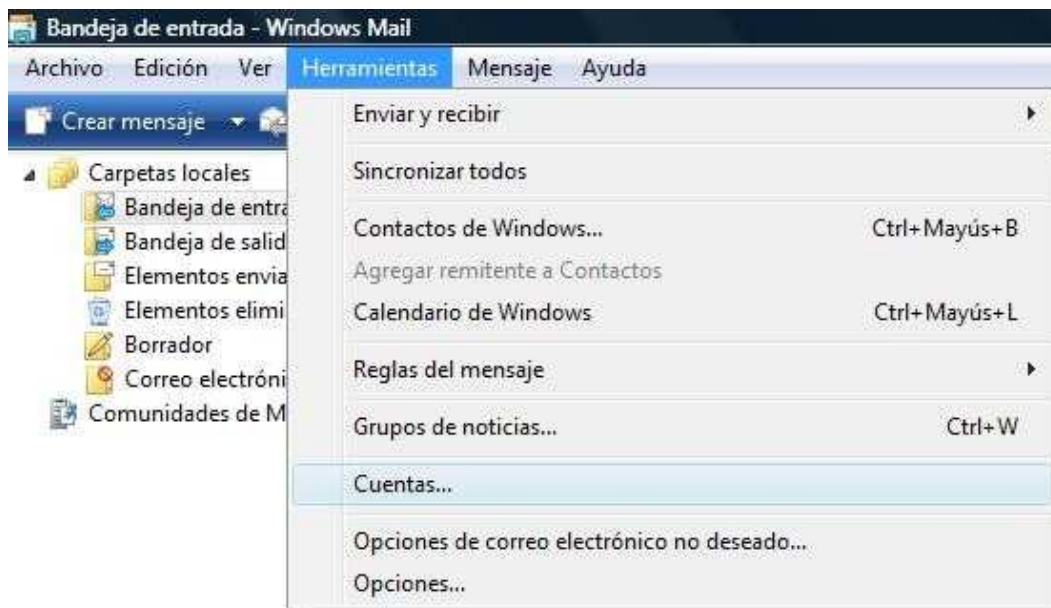 Bandeja de entrada - Windows Mail
Archivo Edición Ver Herramientas Mensaje Ayuda
Crear mensaje
Enviar y recibir
Sincronizar todos
Contactos de Windows... Ctrl+Mayús+B
Agregar remitente a Contactos
Calendario de Windows Ctrl+Mayús+L
Reglas del mensaje
Grupos de noticias... Ctrl+W
Cuentas...
Opciones de correo electrónico no deseado...
Opciones...
Carpetas locales
Bandeja de entra
Bandeja de salid
Elementos envia
Elementos elimi
Borrador
Correo electróni
Comunidades de M